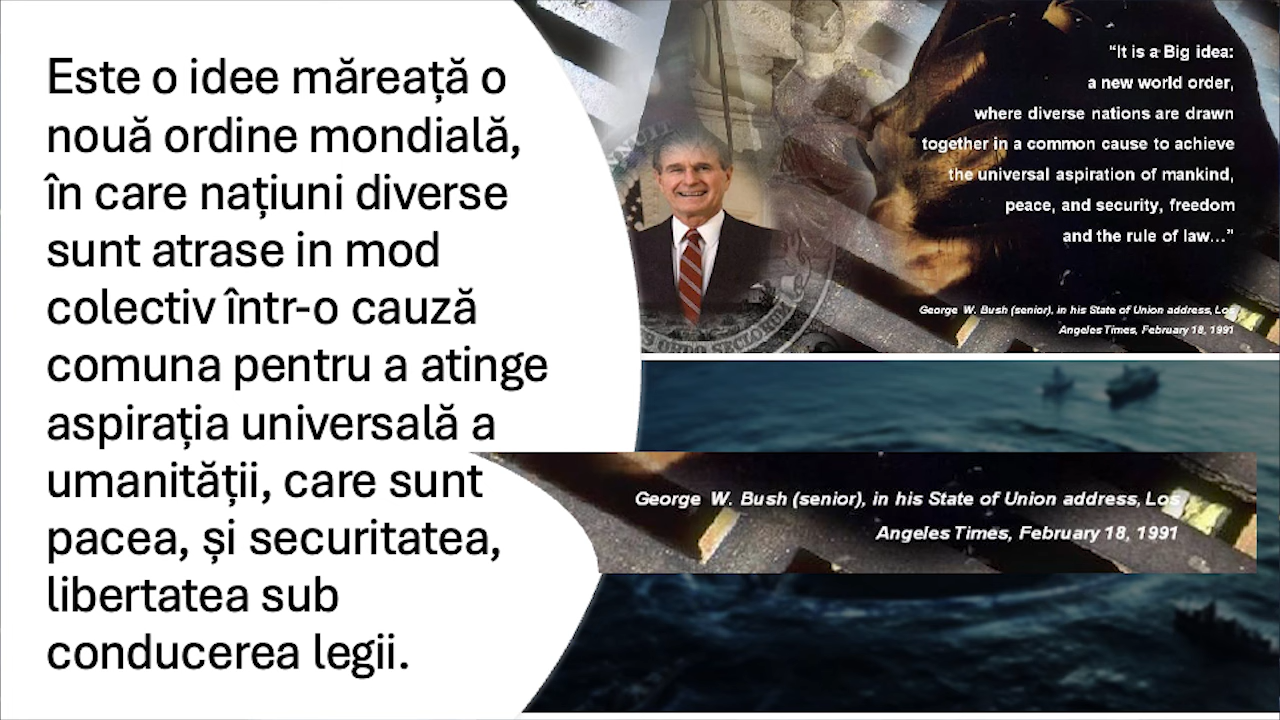 Este o idee măreață o
nouă ordine mondială,
în care națiuni diverse
sunt atrase in mod
colectiv într-o cauză
comuna pentru a atinge
aspirația universală a
umanității, care sunt
pacea, și securitatea,
libertatea sub
conducerea legii.
“It is a Big idea:
a new world order,
where diverse nations are drawn
together in a common cause to achieve
the universal aspiration of mankind,
peace, and security, freedom
and the rule of law…”
George W. Bush (senior), in his State of Union address, Los
Angeles Times, February 18, 1991
ORDO SECLORUM
George W. Bush (senior), in his State of Union address, Los
Angeles Times, February 18, 1991